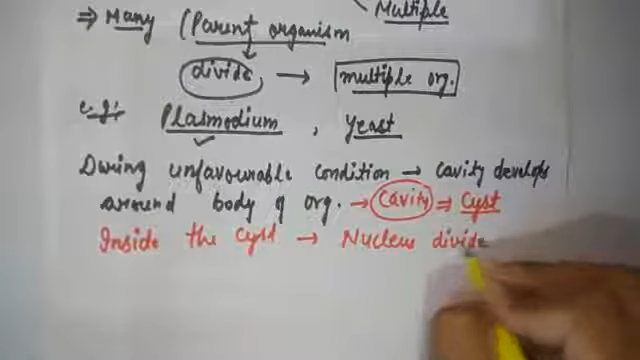 Multiple
⇒ Many (Parent organism
divide → multiple org.
e.g: Plasmodium, Yeast
During unfavourable condition → cavity develops
around body of org. → cavity ⇒ Cyst
Inside the cyst → Nucleus divide